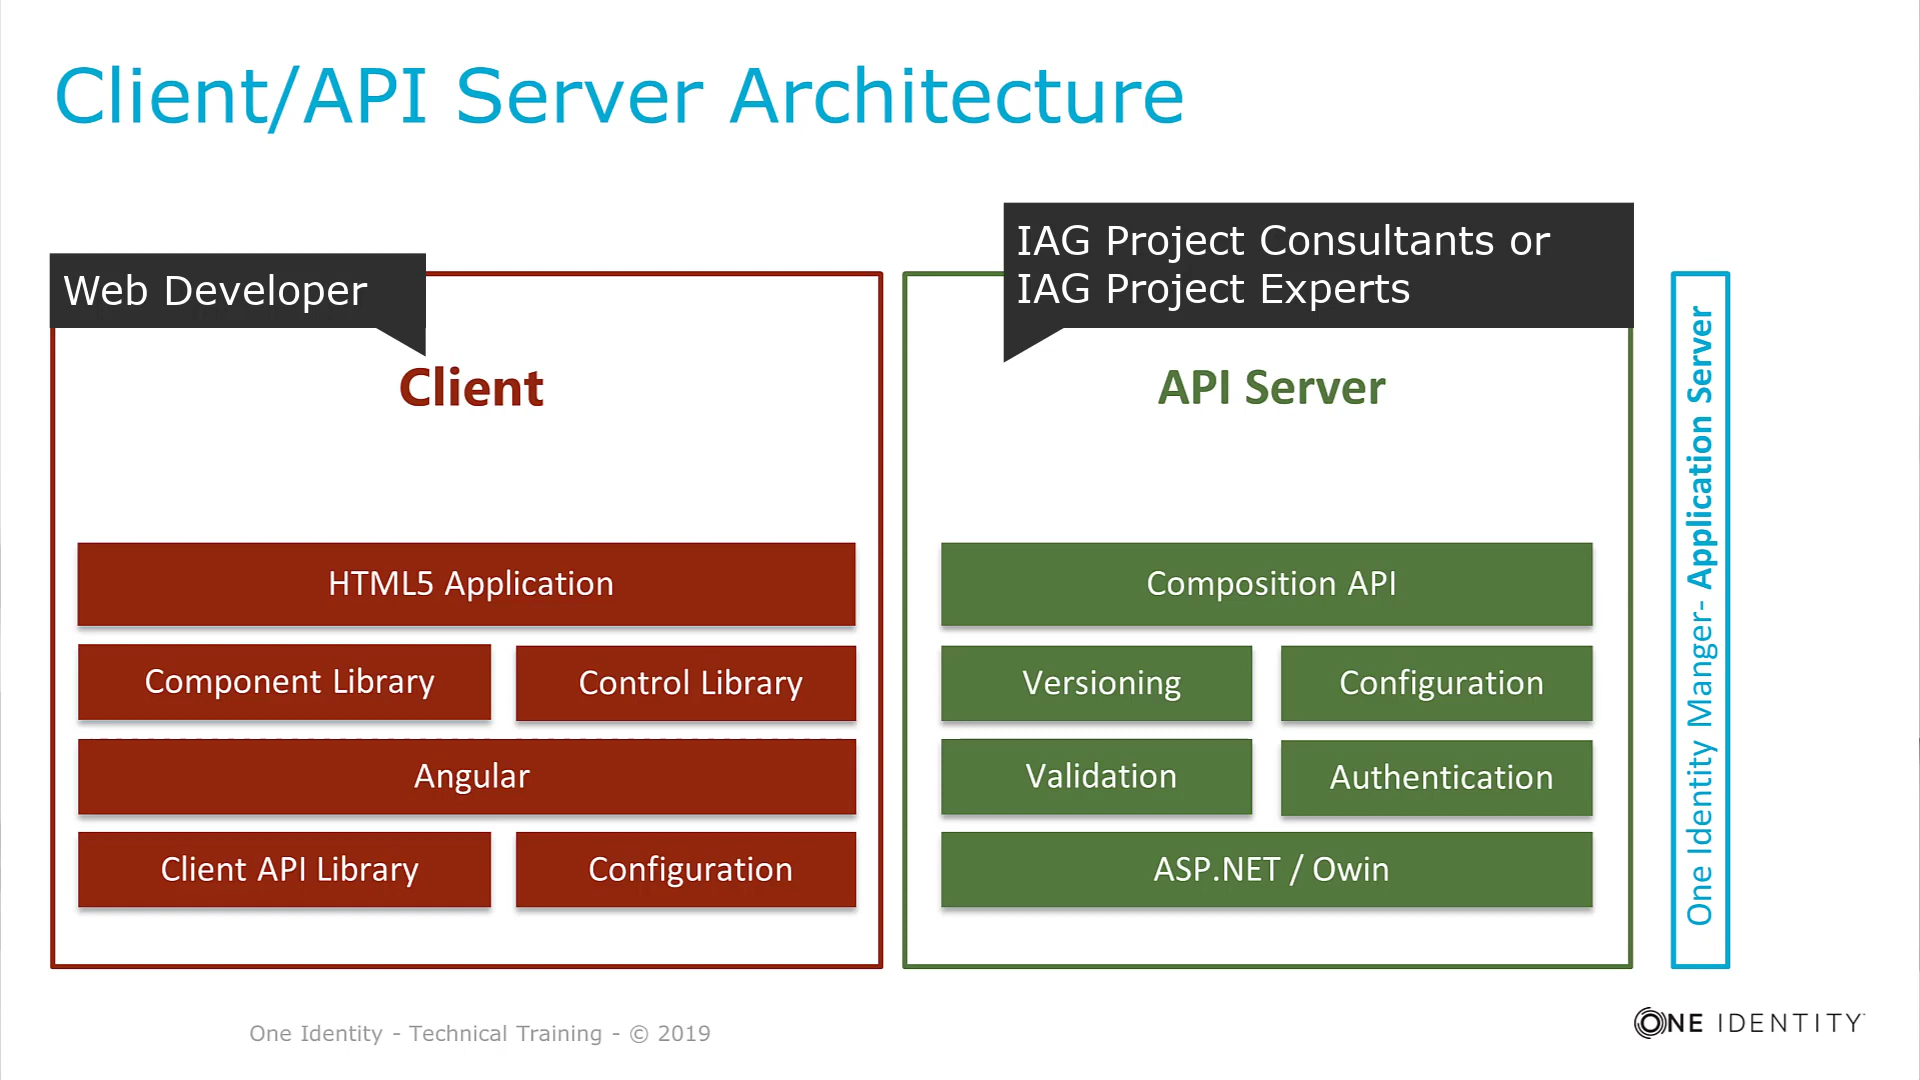 Client/API Server Architecture
Web Developer
IAG Project Consultants or
IAG Project Experts
Client
HTML5 Application
Component Library
Control Library
Angular
Client API Library
Configuration
API Server
Composition API
Versioning
Configuration
Validation
Authentication
ASP.NET / Owin
One Identity Manger- Application Server
One Identity - Technical Training - © 2019
ONE IDENTITY